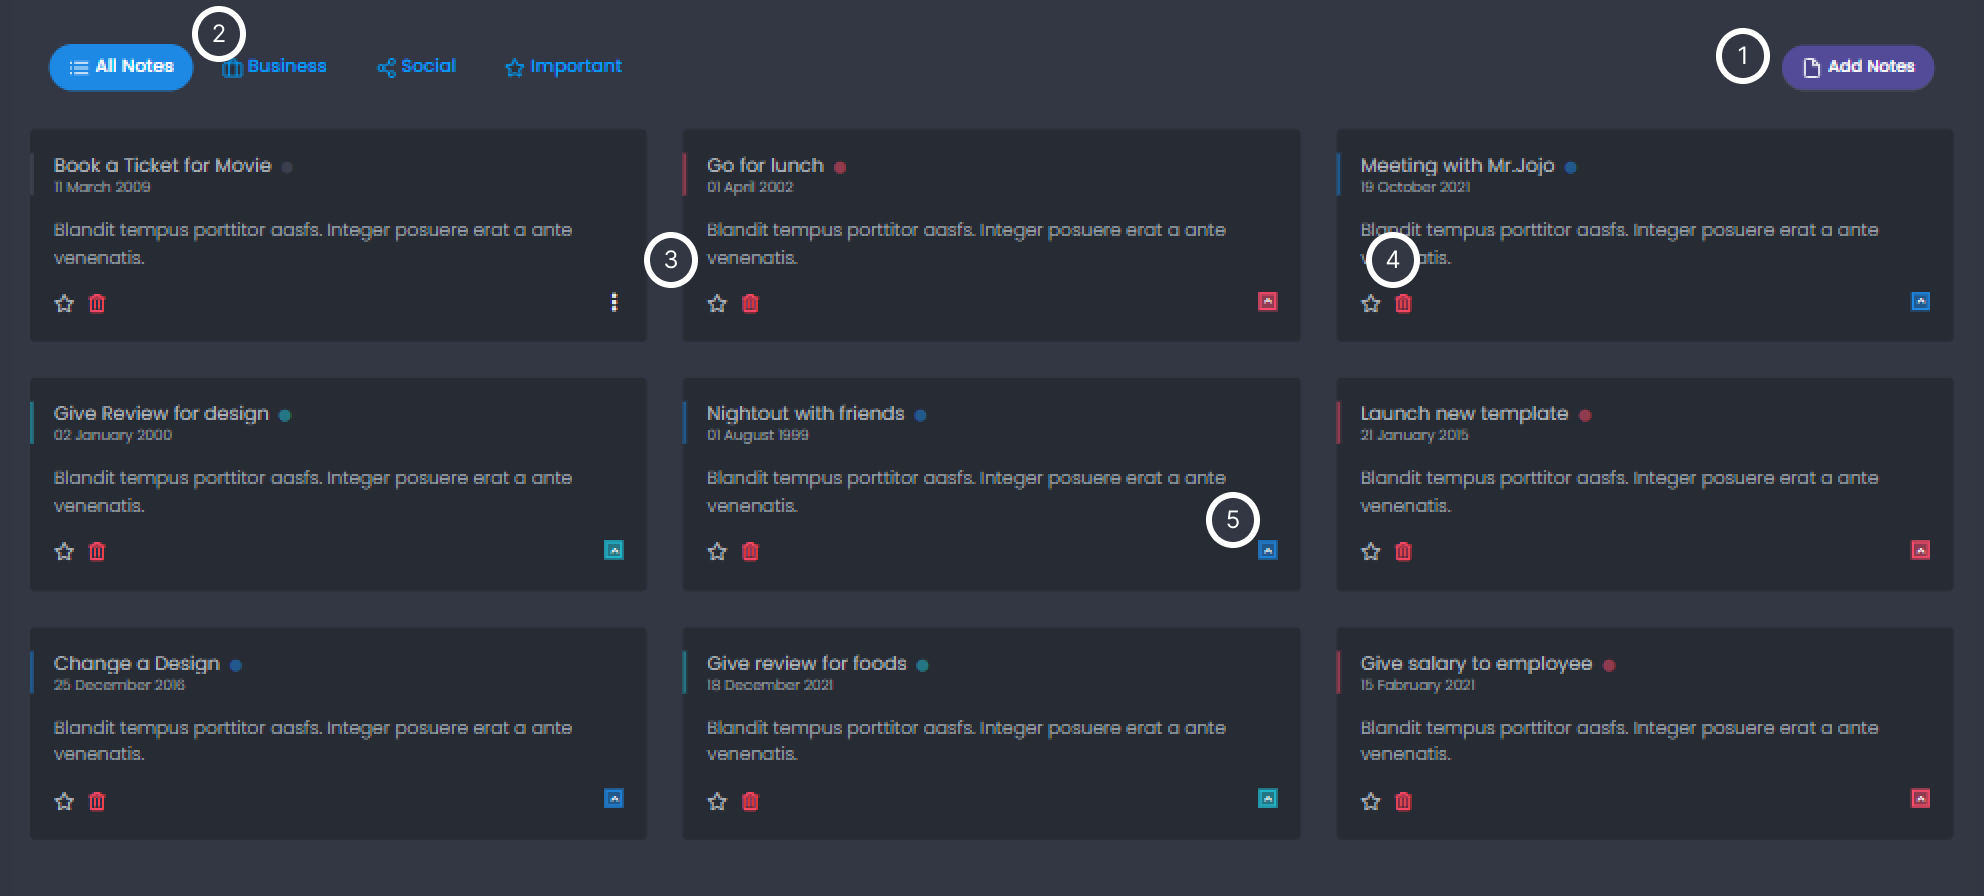 2
1
All Notes Business Social Important Add Notes
Book a Ticket for Movie
11 March 2009
Blandit tempus porttitor aasfs. Integer posuere erat a ante
venenatis.
Go for lunch
01 April 2002
Blandit tempus porttitor aasfs. Integer posuere erat a ante
venenatis.
3
Meeting with Mr.Jojo
19 October 2021
Blandit tempus porttitor aasfs. Integer posuere erat a ante
4
Give Review for design
02 January 2000
Blandit tempus porttitor aasfs. Integer posuere erat a ante
venenatis.
Nightout with friends
01 August 1999
Blandit tempus porttitor aasfs. Integer posuere erat a ante
venenatis.
5
Launch new template
21 January 2015
Blandit tempus porttitor aasfs. Integer posuere erat a ante
venenatis.
Change a Design
25 December 2016
Blandit tempus porttitor aasfs. Integer posuere erat a ante
venenatis.
Give review for foods
18 December 2021
Blandit tempus porttitor aasfs. Integer posuere erat a ante
venenatis.
Give salary to employee
15 Fabruary 2021
Blandit tempus porttitor aasfs. Integer posuere erat a ante
venenatis.